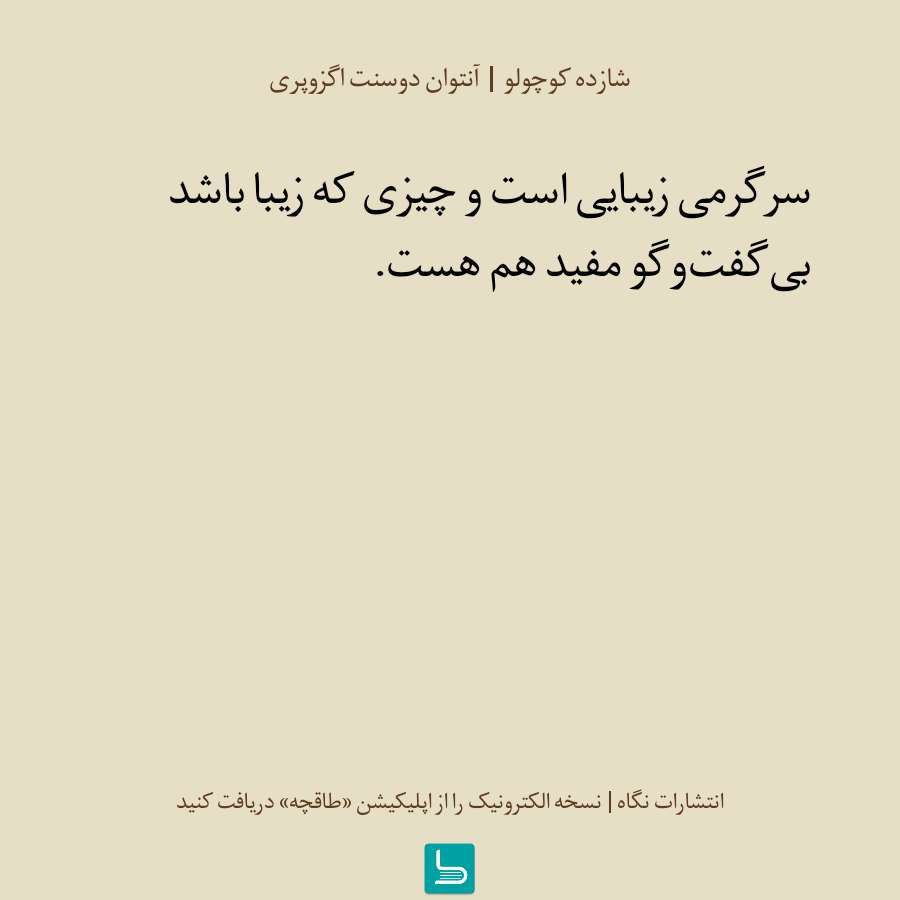 شازده کوچولو | آنتوان دوسنت اگزوپری
سرگرمی زیبایی است و چیزی که زیبا باشد
بی‌گفت‌وگو مفید هم هست.
انتشارات نگاه | نسخه الکترونیک را از اپلیکیشن «طاقچه» دریافت کنید